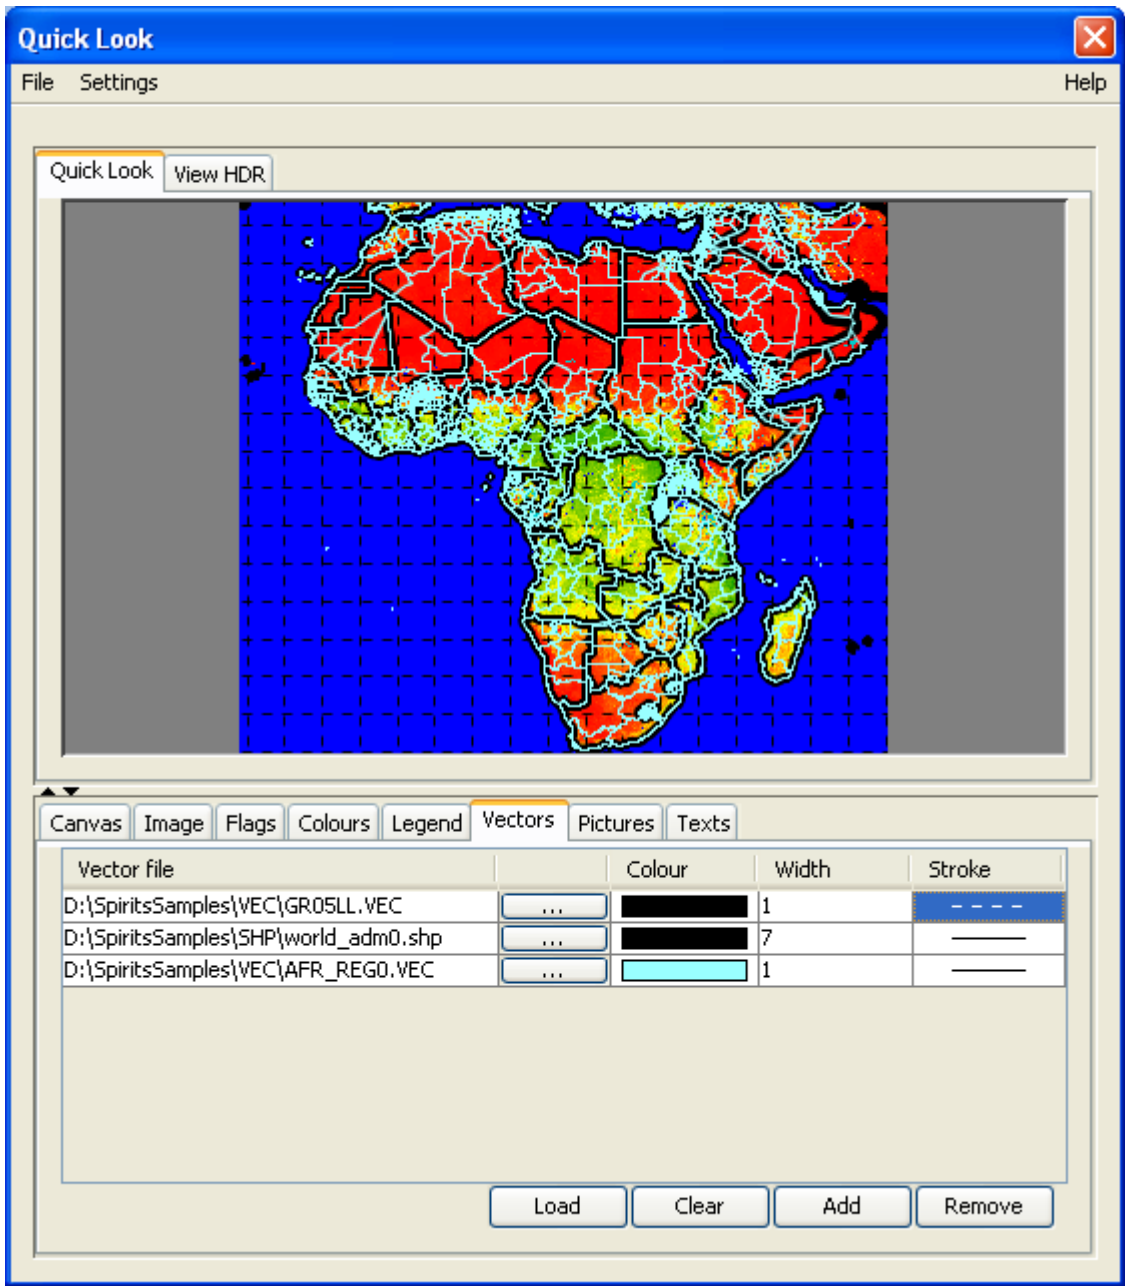 Quick Look
File Settings Help
Quick Look View HDR
Canvas Image Flags Colours Legend Vectors Pictures Texts
Vector file Colour Width Stroke
D:\SpiritsSamples\VEC\GR05LL.VEC ... 1
D:\SpiritsSamples\SHP\world_adm0.shp ... 7
D:\SpiritsSamples\VEC\AFR_REG0.VEC ... 1
Load Clear Add Remove